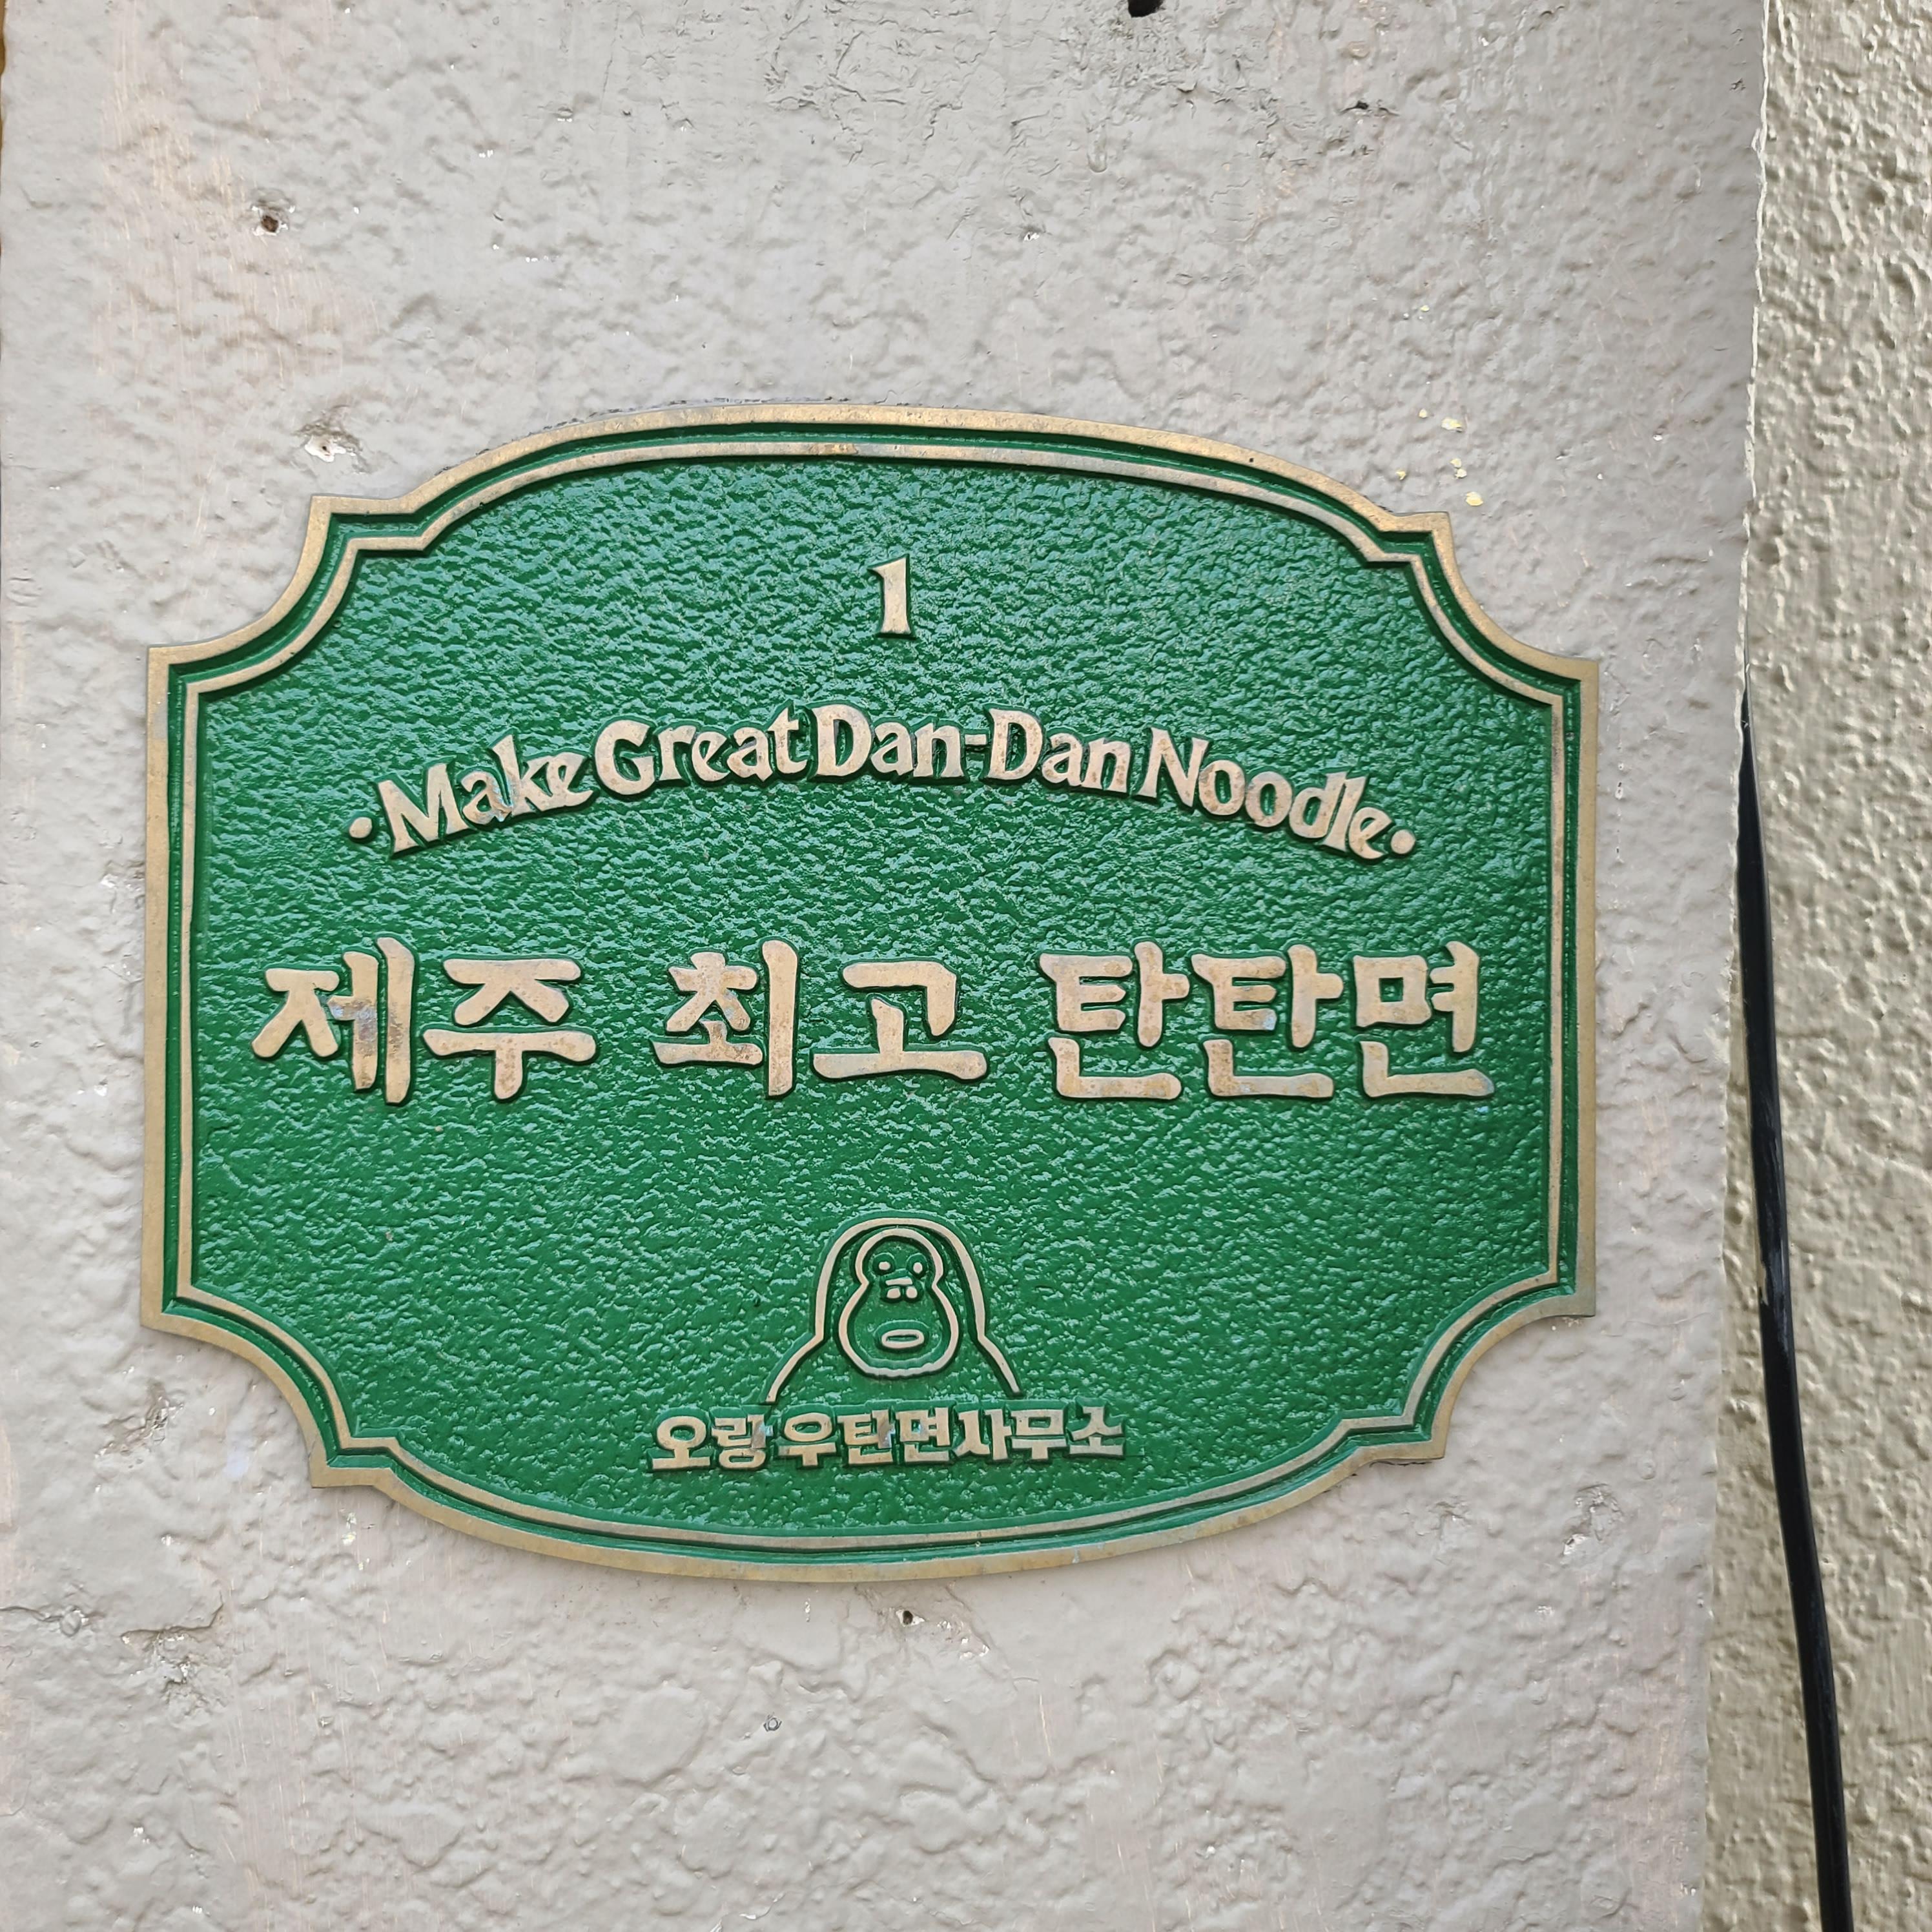 1
·Make Great Dan-Dan Noodle·
제주 최고 탄탄면
오랑우탄면사무소